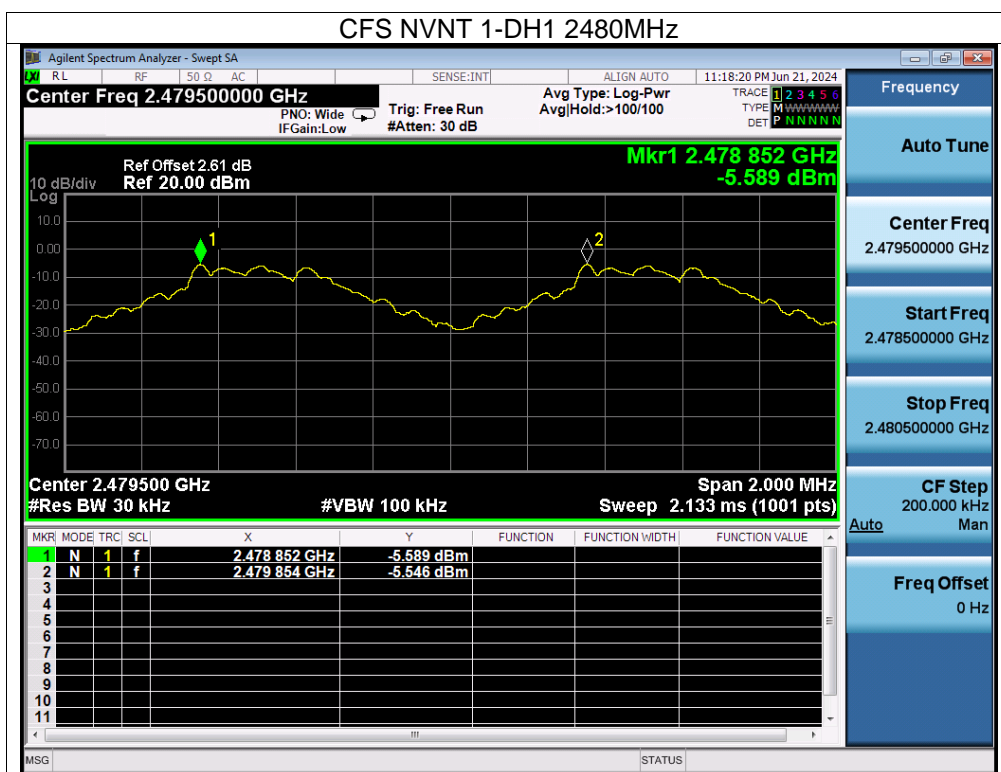 CFS NVNT 1-DH1 2480MHz
Agilent Spectrum Analyzer - Swept SA
LXI RL RF 50 Ω AC SENSE:INT ALIGN AUTO 11:18:20 PM Jun 21, 2024
Center Freq 2.479500000 GHz
PNO: Wide
IFGain:Low
Trig: Free Run
#Atten: 30 dB
Avg Type: Log-Pwr
Avg|Hold:>100/100
TRACE 1 2 3 4 5 6
TYPE M WWWWW
DET P N N N N N
Mkr1 2.478 852 GHz
-5.589 dBm
Ref Offset 2.61 dB
10 dB/div Ref 20.00 dBm
Log
10.0
0.00
-10.0
-20.0
-30.0
-40.0
-50.0
-60.0
-70.0
1
2
Center 2.479500 GHz Span 2.000 MHz
#Res BW 30 kHz #VBW 100 kHz Sweep 2.133 ms (1001 pts)
MKR MODE TRC SCL X Y FUNCTION FUNCTION WIDTH FUNCTION VALUE
1 N 1 f 2.478 852 GHz -5.589 dBm
2 N 1 f 2.479 854 GHz -5.546 dBm
3
4
5
6
7
8
9
10
11
MSG STATUS
Frequency
Auto Tune
Center Freq
2.479500000 GHz
Start Freq
2.478500000 GHz
Stop Freq
2.480500000 GHz
CF Step
200.000 kHz
Auto Man
Freq Offset
0 Hz